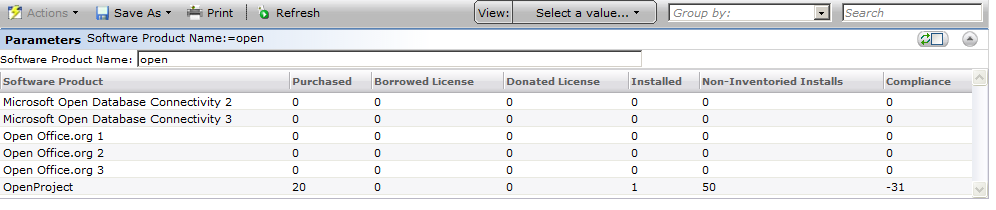 Actions Save As Print Refresh View: Select a value... Group by: Search
Parameters Software Product Name:=open
Software Product Name: open
Software Product Purchased Borrowed License Donated License Installed Non-Inventoried Installs Compliance
Microsoft Open Database Connectivity 2 0 0 0 0 0 0
Microsoft Open Database Connectivity 3 0 0 0 0 0 0
Open Office.org 1 0 0 0 0 0 0
Open Office.org 2 0 0 0 0 0 0
Open Office.org 3 0 0 0 0 0 0
OpenProject 20 0 0 1 50 -31